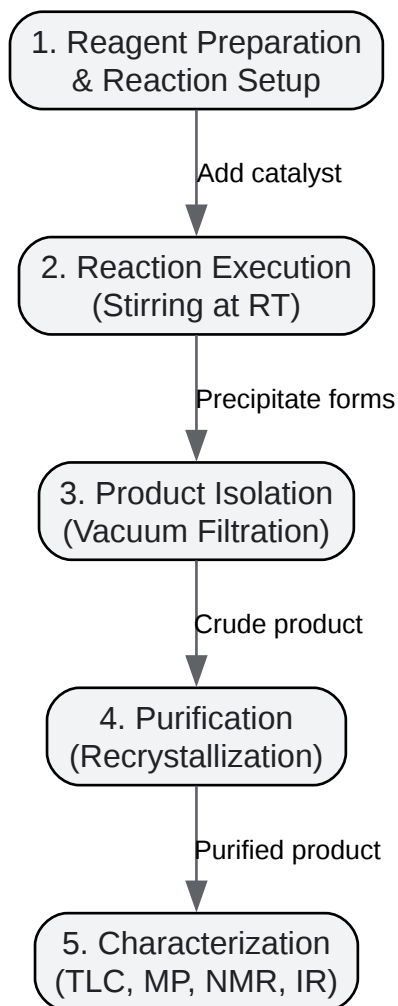 1. Reagent Preparation
& Reaction Setup
Add catalyst
2. Reaction Execution
(Stirring at RT)
Precipitate forms
3. Product Isolation
(Vacuum Filtration)
Crude product
4. Purification
(Recrystallization)
Purified product
5. Characterization
(TLC, MP, NMR, IR)